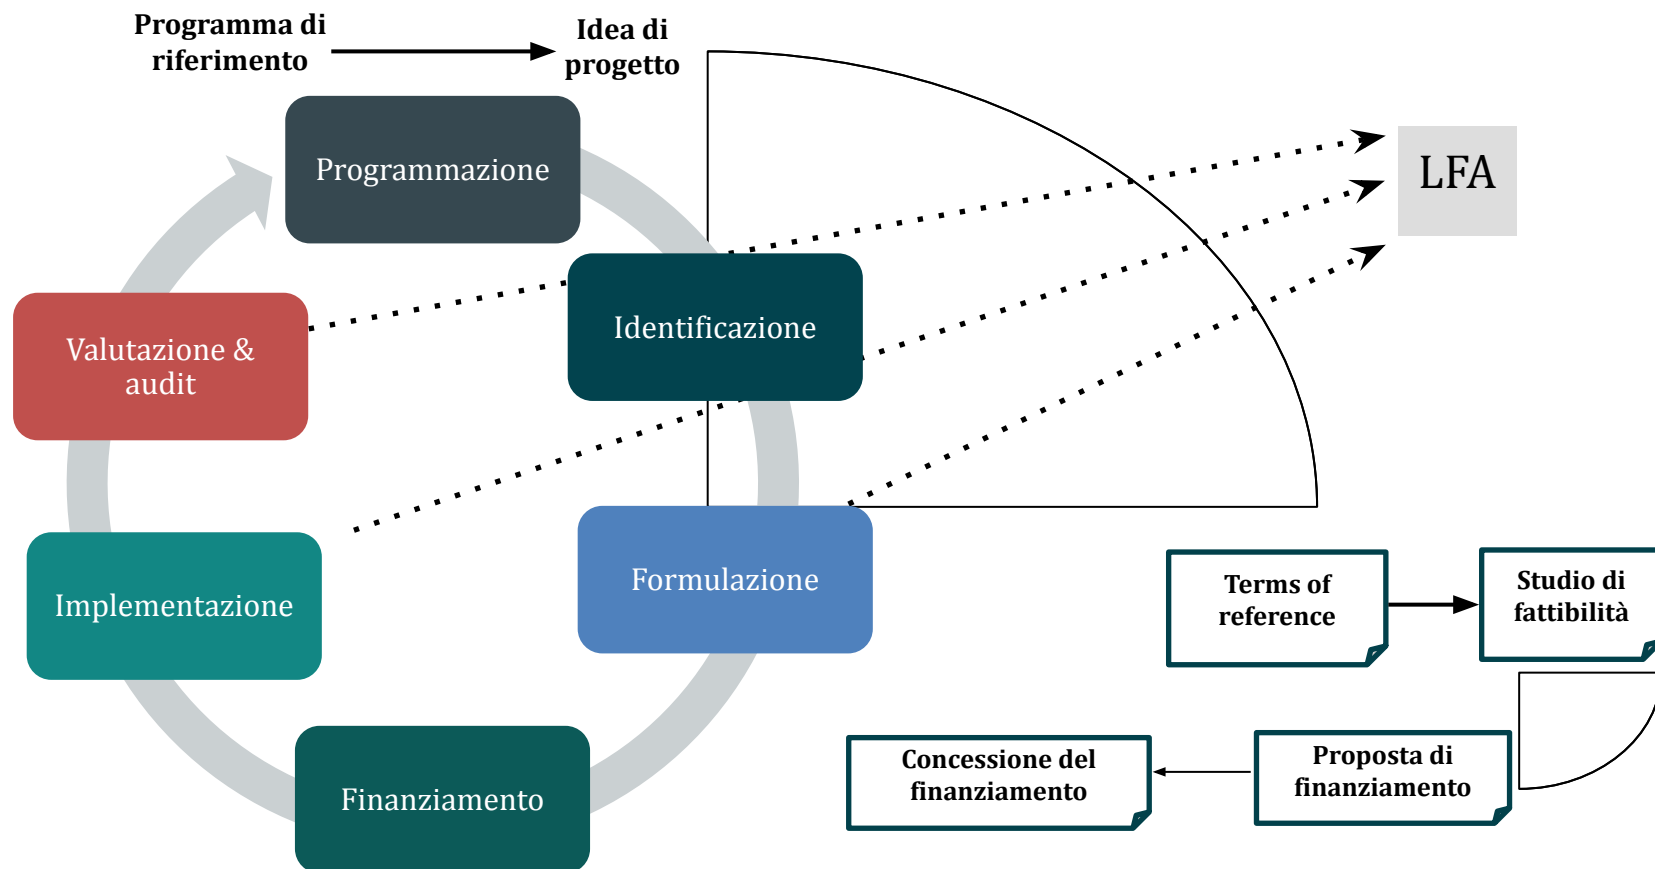 Programma di
riferimento
Idea di
progetto
Programmazione
LFA
Identificazione
Valutazione &
audit
Formulazione
Implementazione
Terms of
reference
Studio di
fattibilità
Finanziamento
Concessione del
finanziamento
Proposta di
finanziamento